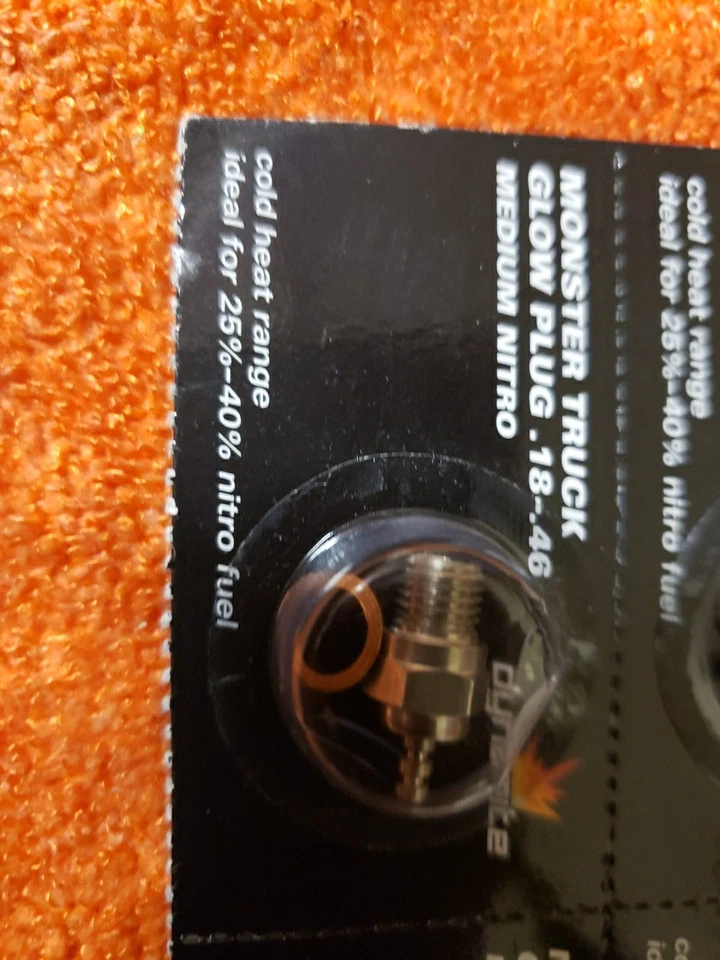 MONSTER TRUCK
GLOW PLUG .18-.46
MEDIUM NITRO
cold heat range
ideal for 25%-40% nitro fuel
cold heat range
ideal for 25%-40% nitro fuel